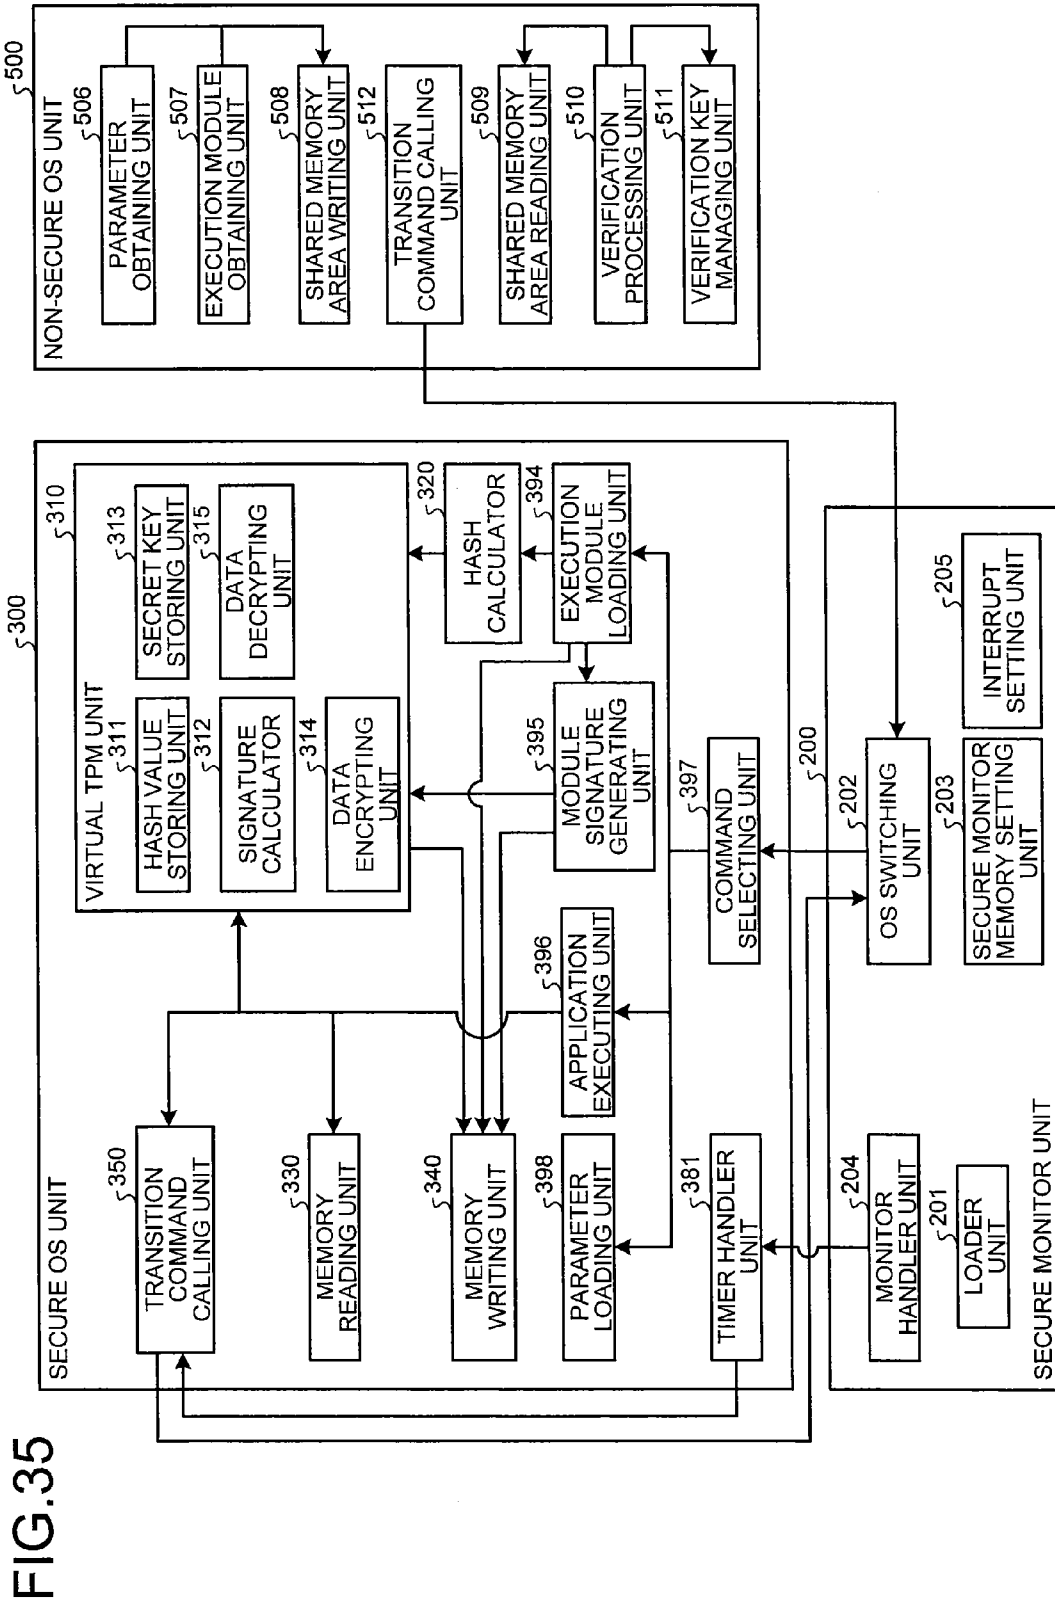 FIG.35
SECURE OS UNIT
300
TRANSITION
COMMAND
CALLING UNIT
350
MEMORY
READING UNIT
330
MEMORY
WRITING UNIT
340
PARAMETER
LOADING UNIT
398
TIMER HANDLER
UNIT
381
APPLICATION
EXECUTING UNIT
396
COMMAND
SELECTING UNIT
397
VIRTUAL TPM UNIT
310
HASH VALUE
STORING UNIT
311
SECRET KEY
STORING UNIT
313
SIGNATURE
CALCULATOR
312
DATA
DECRYPTING
UNIT
315
DATA
ENCRYPTING
UNIT
314
HASH
CALCULATOR
320
MODULE
SIGNATURE
GENERATING
UNIT
395
EXECUTION
MODULE
LOADING UNIT
394
NON-SECURE OS UNIT
500
PARAMETER
OBTAINING UNIT
506
EXECUTION MODULE
OBTAINING UNIT
507
SHARED MEMORY
AREA WRITING UNIT
508
TRANSITION
COMMAND CALLING
UNIT
512
SHARED MEMORY
AREA READING UNIT
509
VERIFICATION
PROCESSING UNIT
510
VERIFICATION KEY
MANAGING UNIT
511
200
MONITOR
HANDLER UNIT
204
LOADER
UNIT
201
OS SWITCHING
UNIT
202
SECURE MONITOR
MEMORY SETTING
UNIT
203
INTERRUPT
SETTING UNIT
205
SECURE MONITOR UNIT